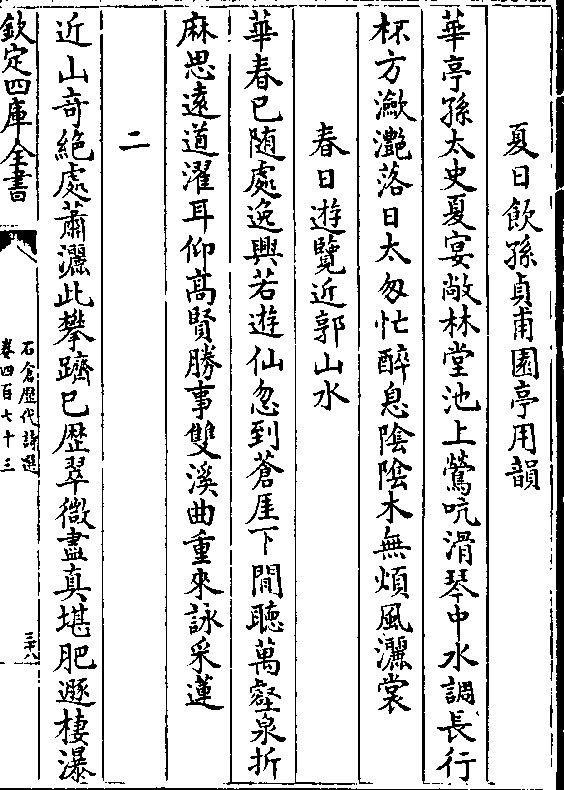 夏日飲孫貞甫園亭用韻
華亭孫太史夏宴敞林堂池上鶯吭滑琴中水調長行
杯方瀲灩落日太匆忙醉息陰陰木無煩風灑裳
春日遊覽近郭山水
華春已随處逸興若遊仙忽到蒼厓下閒聽萬壑泉折
麻思遠道濯耳仰高賢勝事雙溪曲重來詠采蓮
二
近山竒絕處蕭灑此攀躋已歴翠微盡真堪肥遯棲瀑
欽定四庫全書
石倉歷代詩選
卷四百七十三
三十八